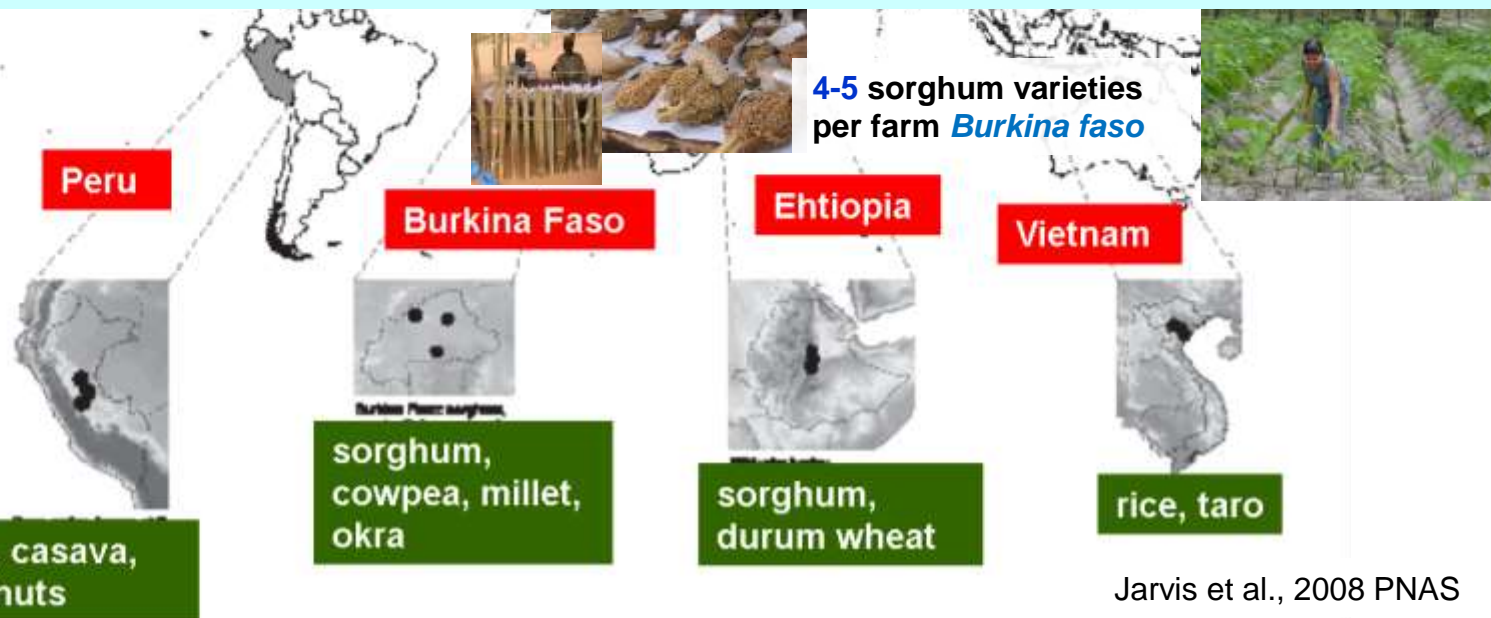 4-5 sorghum varieties
per farm Burkina faso
Peru
Burkina Faso
Ehtiopia
Vietnam
sorghum,
cowpea, millet,
okra
sorghum,
durum wheat
rice, taro
casava,
nuts
Jarvis et al., 2008 PNAS